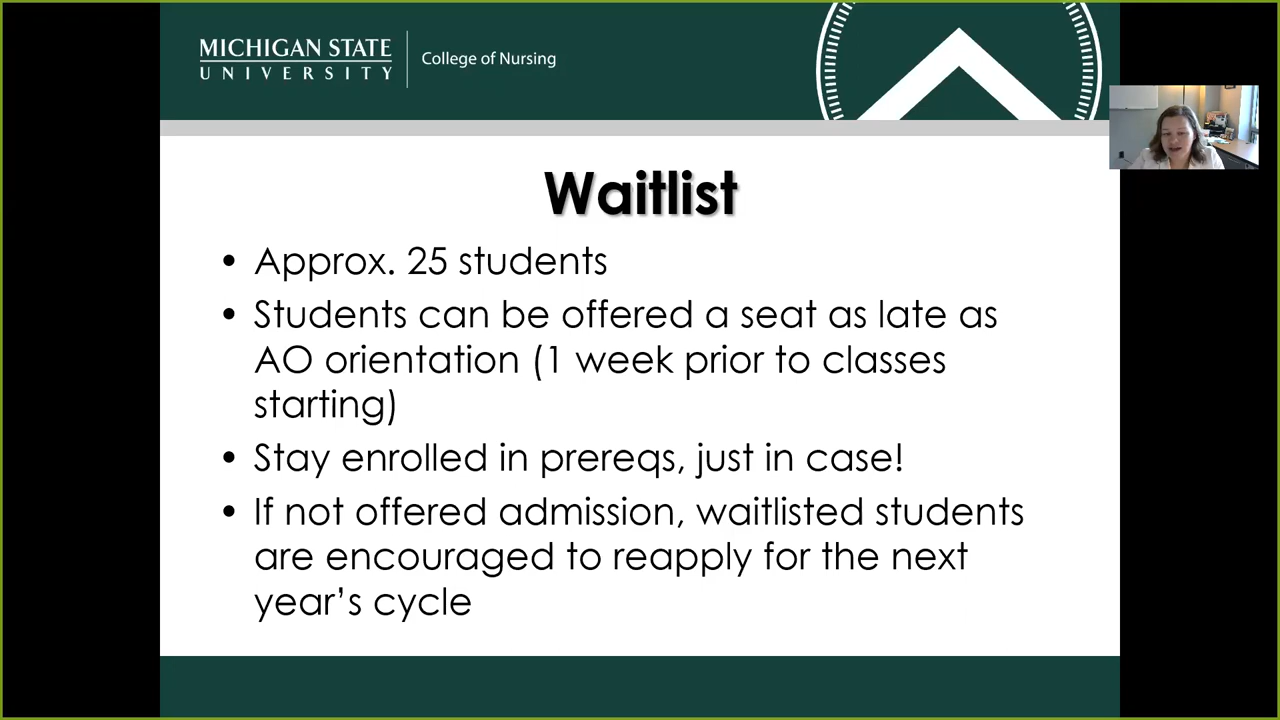 MICHIGAN STATE
UNIVERSITY
College of Nursing
Waitlist
• Approx. 25 students
• Students can be offered a seat as late as
AO orientation (1 week prior to classes
starting)
• Stay enrolled in prereqs, just in case!
• If not offered admission, waitlisted students
are encouraged to reapply for the next
year’s cycle